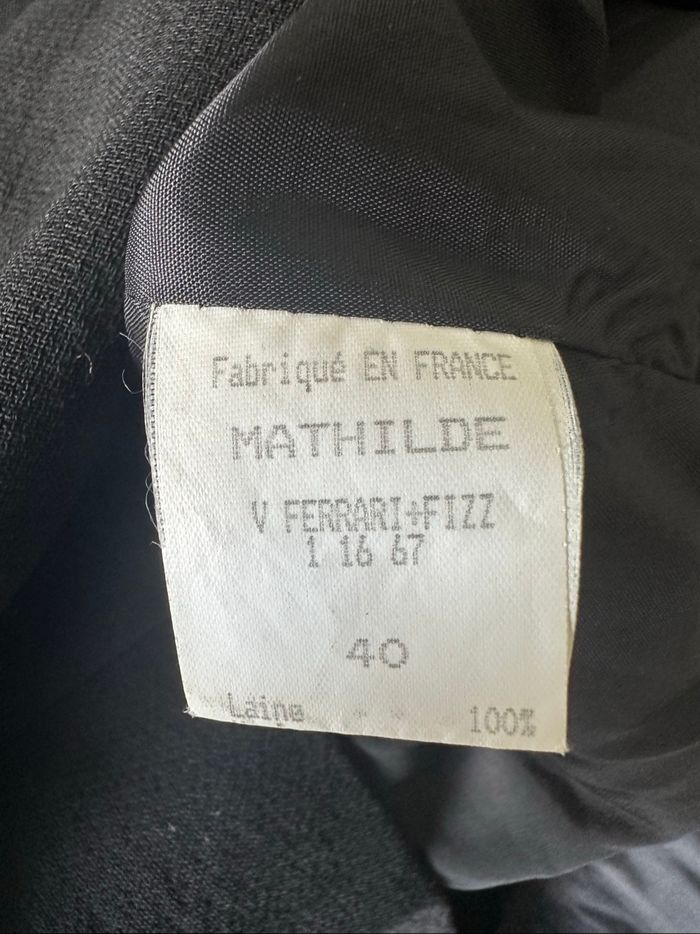 Fabriqué EN FRANCE
MATHILDE
V FERRARI+FIZZ
1 16 67
40
Laine 100%